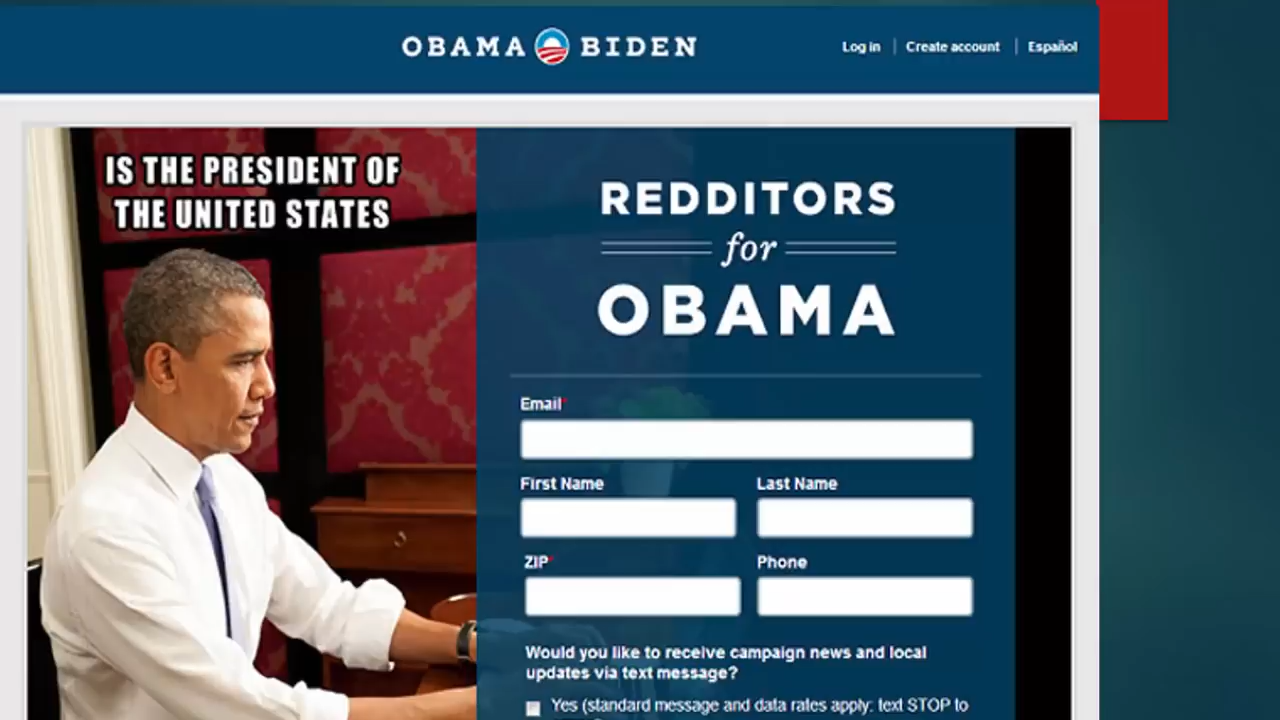 OBAMA BIDEN
Log in
Create account
Español
IS THE PRESIDENT OF
THE UNITED STATES
REDDITORS
for
OBAMA
Email*
First Name
Last Name
ZIP*
Phone
Would you like to receive campaign news and local
updates via text message?
Yes (standard message and data rates apply; text STOP to